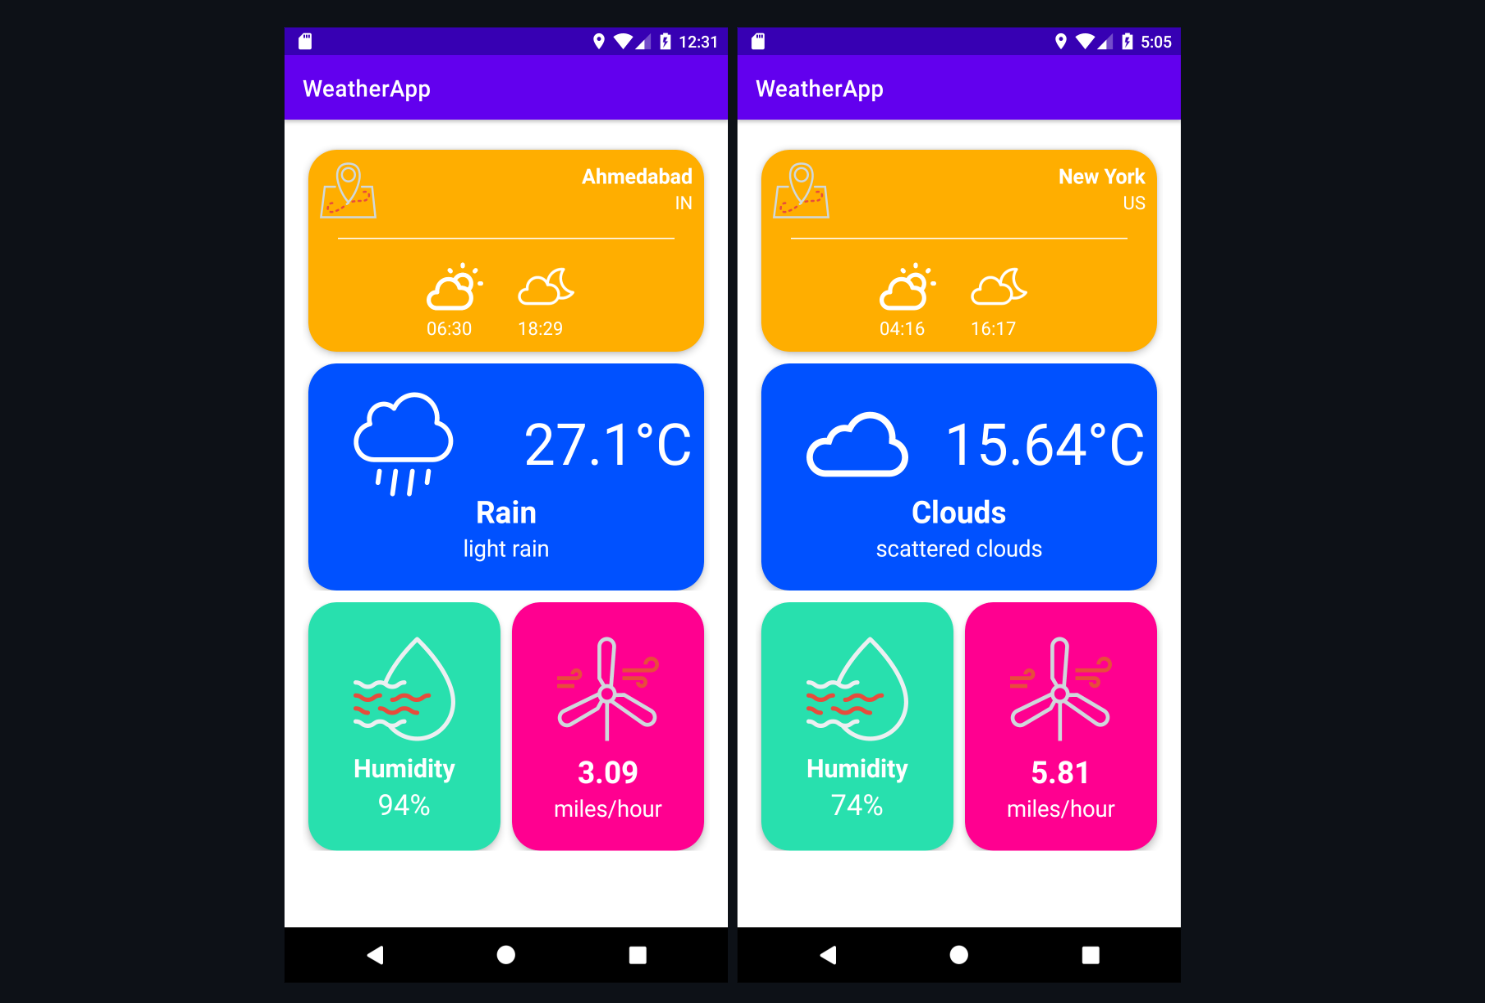 12:31
WeatherApp
Ahmedabad
IN
06:30 18:29
27.1°C
Rain
light rain
Humidity
94%
3.09
miles/hour
5:05
WeatherApp
New York
US
04:16 16:17
15.64°C
Clouds
scattered clouds
Humidity
74%
5.81
miles/hour